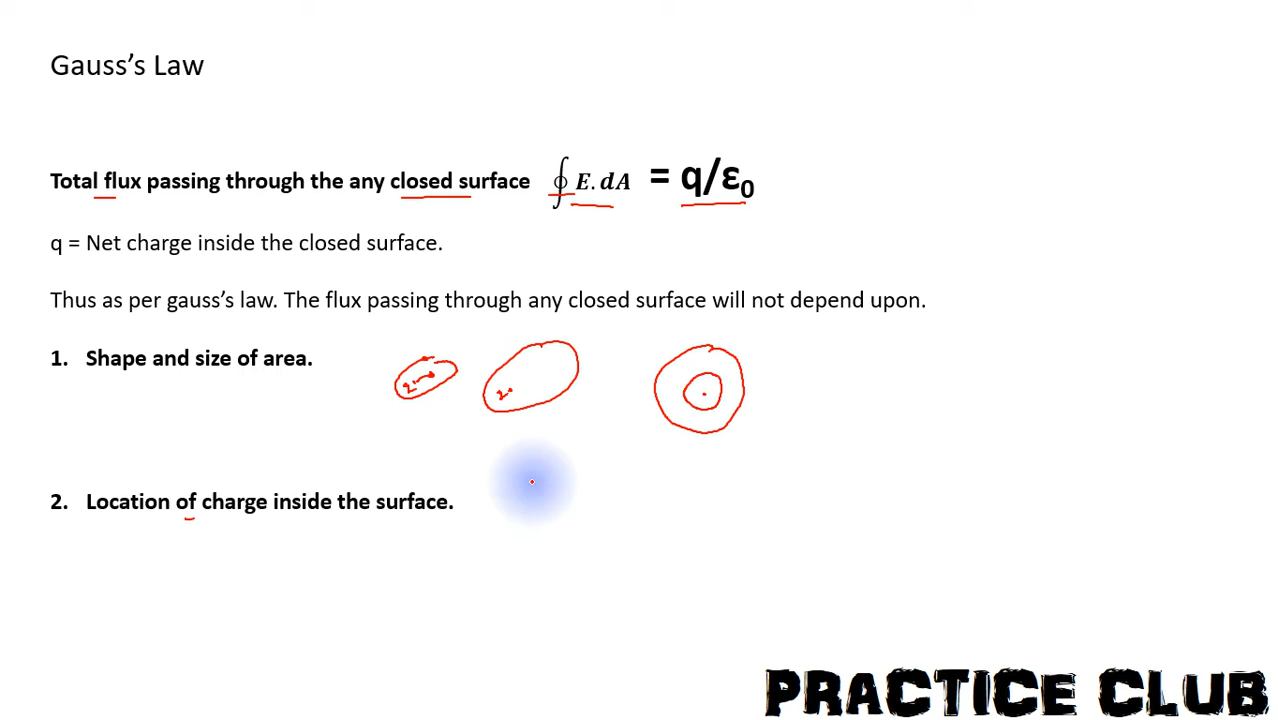 Gauss’s Law
Total flux passing through the any closed surface ∮ E.dA = q/ε₀
q = Net charge inside the closed surface.
Thus as per gauss’s law. The flux passing through any closed surface will not depend upon.
1. Shape and size of area.
2. Location of charge inside the surface.
PRACTICE CLUB